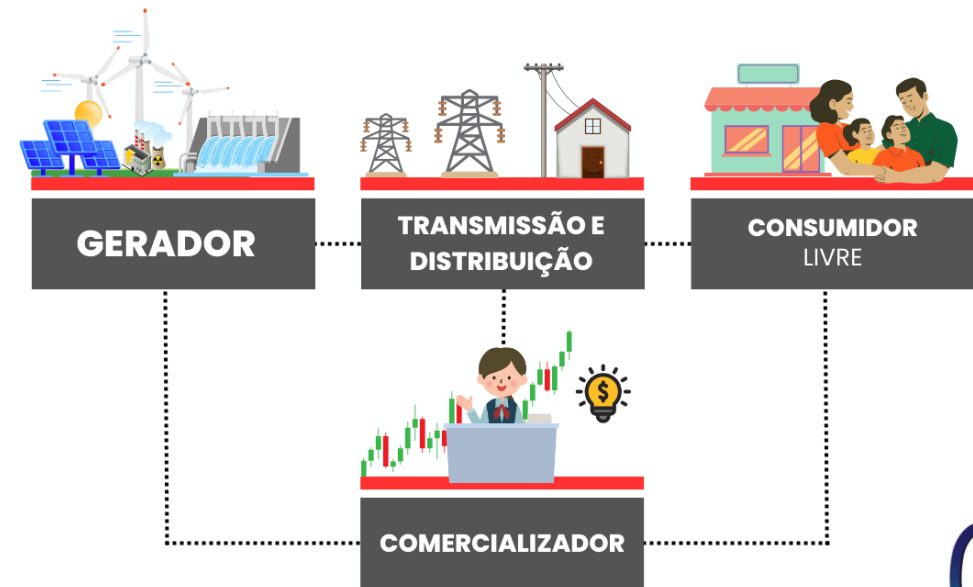 GERADOR
TRANSMISSÃO E
DISTRIBUIÇÃO
CONSUMIDOR
LIVRE
$
COMERCIALIZADOR